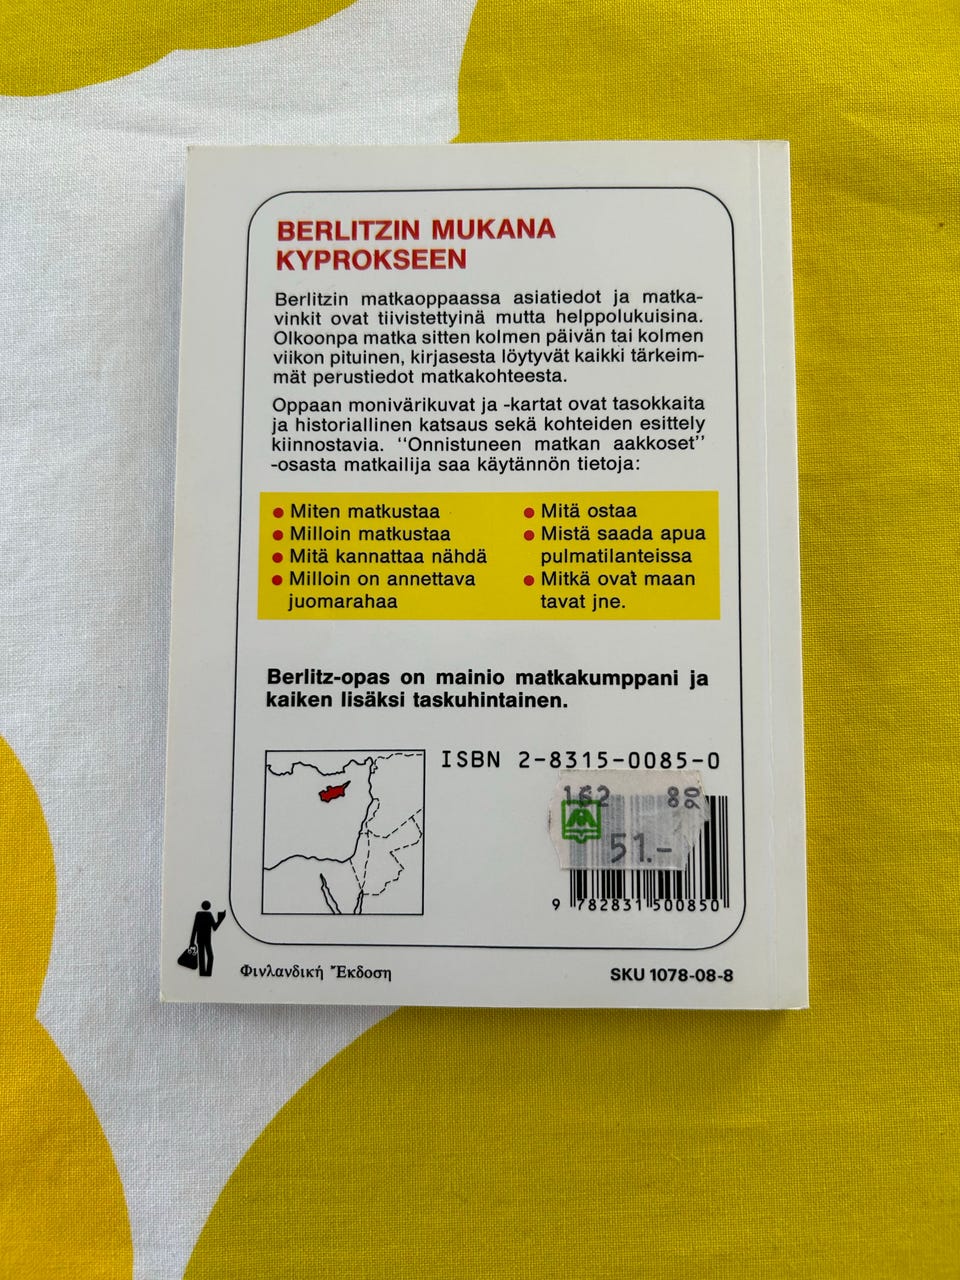 BERLITZIN MUKANA
KYPROKSEEN
Berlitzin matkaoppaassa asiatiedot ja matka-
vinkit ovat tiivistettyinä mutta helppolukuisina.
Olkoonpa matka sitten kolmen päivän tai kolmen
viikon pituinen, kirjasesta löytyvät kaikki tärkeim-
mät perustiedot matkakohteesta.
Oppaan monivärikuvat ja -kartat ovat tasokkaita
ja historiallinen katsaus sekä kohteiden esittely
kiinnostavia. ‘‘Onnistuneen matkan aakkoset’’
-osasta matkailija saa käytännön tietoja:
● Miten matkustaa
● Milloin matkustaa
● Mitä kannattaa nähdä
● Milloin on annettava
juomarahaa
● Mitä ostaa
● Mistä saada apua
pulmatilanteissa
● Mitkä ovat maan
tavat jne.
Berlitz-opas on mainio matkakumppani ja
kaiken lisäksi taskuhintainen.
ISBN 2-8315-0085-0
162 8 90
51.-
9 782831 500850
Φινλανδική Ἔκδοση
SKU 1078-08-8